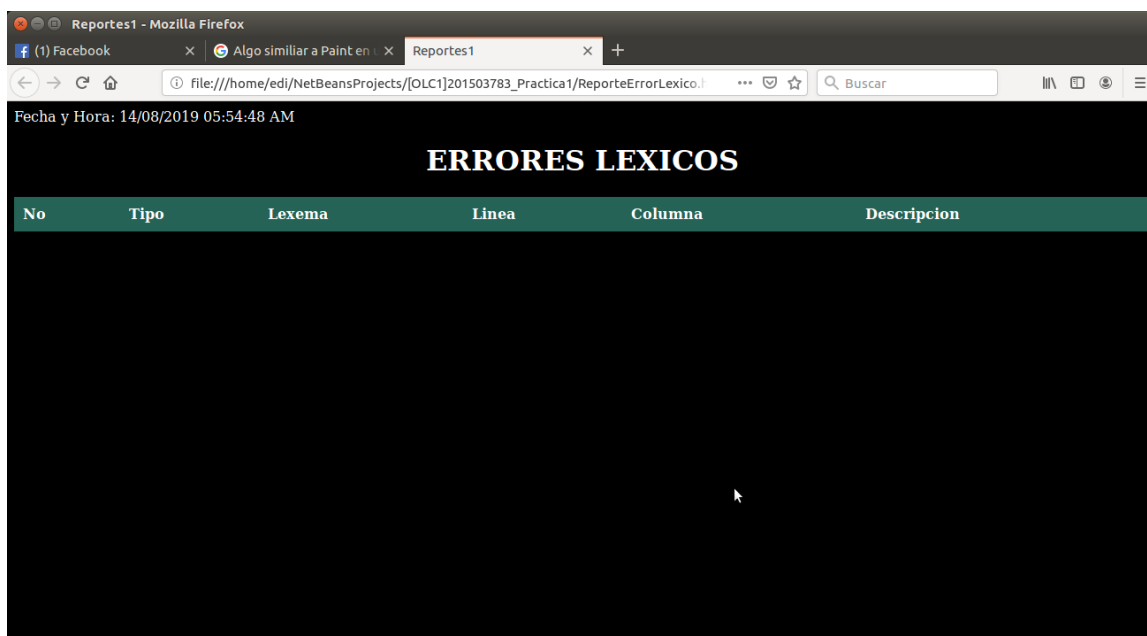 Reportes1 - Mozilla Firefox
(1) Facebook
Algo similiar a Paint en
Reportes1
file:///home/edi/NetBeansProjects/[OLC1]201503783_Practica1/ReporteErrorLexico.
Buscar
Fecha y Hora: 14/08/2019 05:54:48 AM
ERRORES LEXICOS
No Tipo Lexema Linea Columna Descripcion